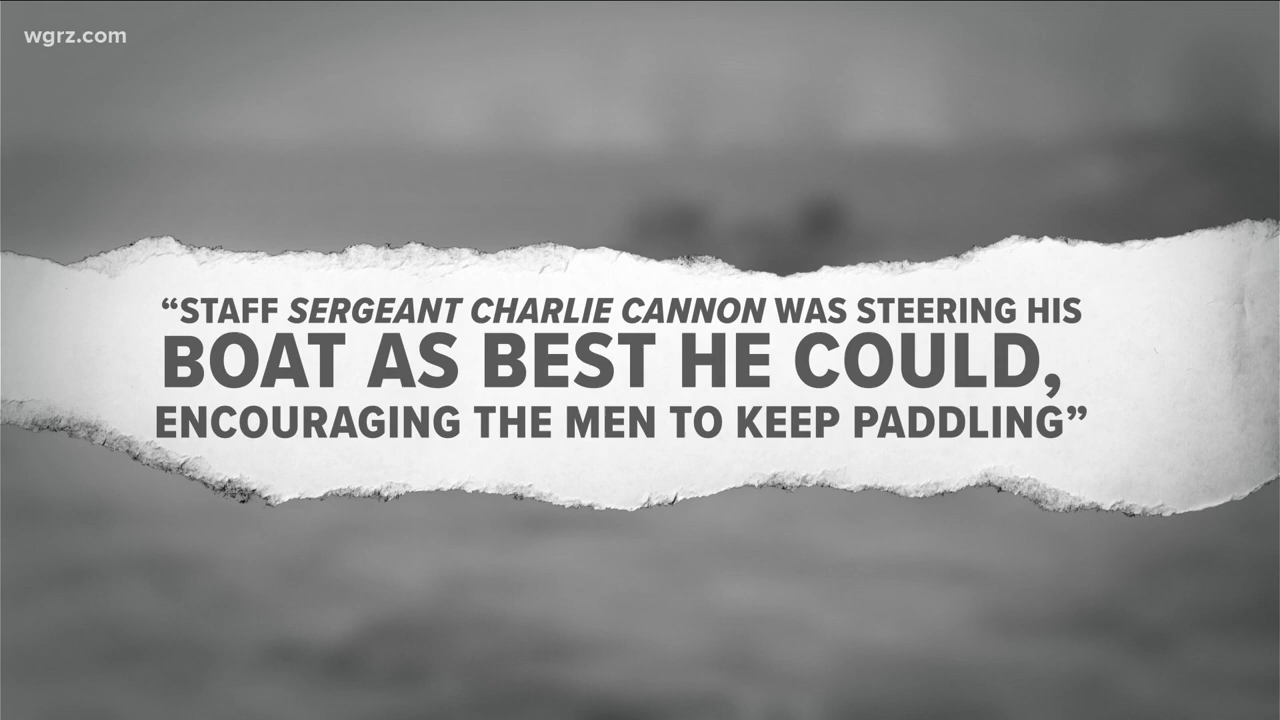 wgrz.com
“STAFF SERGEANT CHARLIE CANNON WAS STEERING HIS
BOAT AS BEST HE COULD,
ENCOURAGING THE MEN TO KEEP PADDLING”